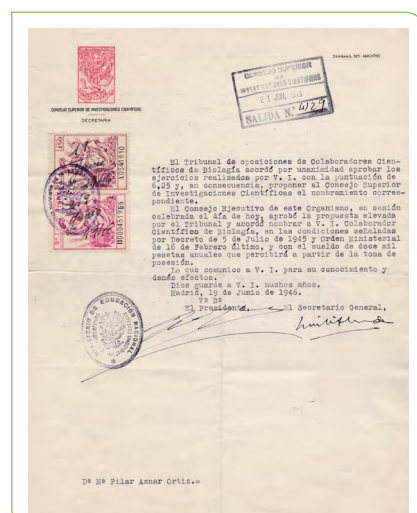 SERRANO, 121 - MADRID
CONSEJO SUPERIOR DE INVESTIGACIONES CIENTIFICAS
SECRETARIA
CONSEJO SUPERIOR
DE
INVESTIGACIONES CIENTIFICAS
21 JUN. 1946
SALIDA N.º 4129
El Tribunal de oposiciones de Colaboradores Cien-
tíficos de Biología acordó por unanimidad aprobar los
ejercicios realizados por V. I. con la puntuación de
6,25 y, en consecuencia, proponer al Consejo Superior
de Investigaciones Científicas el nombramiento corres-
pondiente.
El Consejo Ejecutivo de este Organismo, en sesión
celebrada el día de hoy, aprobó la propuesta elevada
por el Tribunal y acordó nombrar a V. I. Colaborador
Científico de Biología, en las condiciones señaladas
por Decreto de 5 de Julio de 1945 y Orden Ministerial
de 16 de Febrero último, y con el sueldo de doce mil
pesetas anuales que percibirá a partir de la toma de
posesión.
Lo que comunico a V. I. para su conocimiento y
demás efectos.
Dios guarde a V. I. muchos años.
Madrid, 19 de Junio de 1946.
Vº Bº
El Presidente, El Secretario General,
MINISTERIO DE EDUCACION NACIONAL
Dª Mª Pilar Aznar Ortiz.=